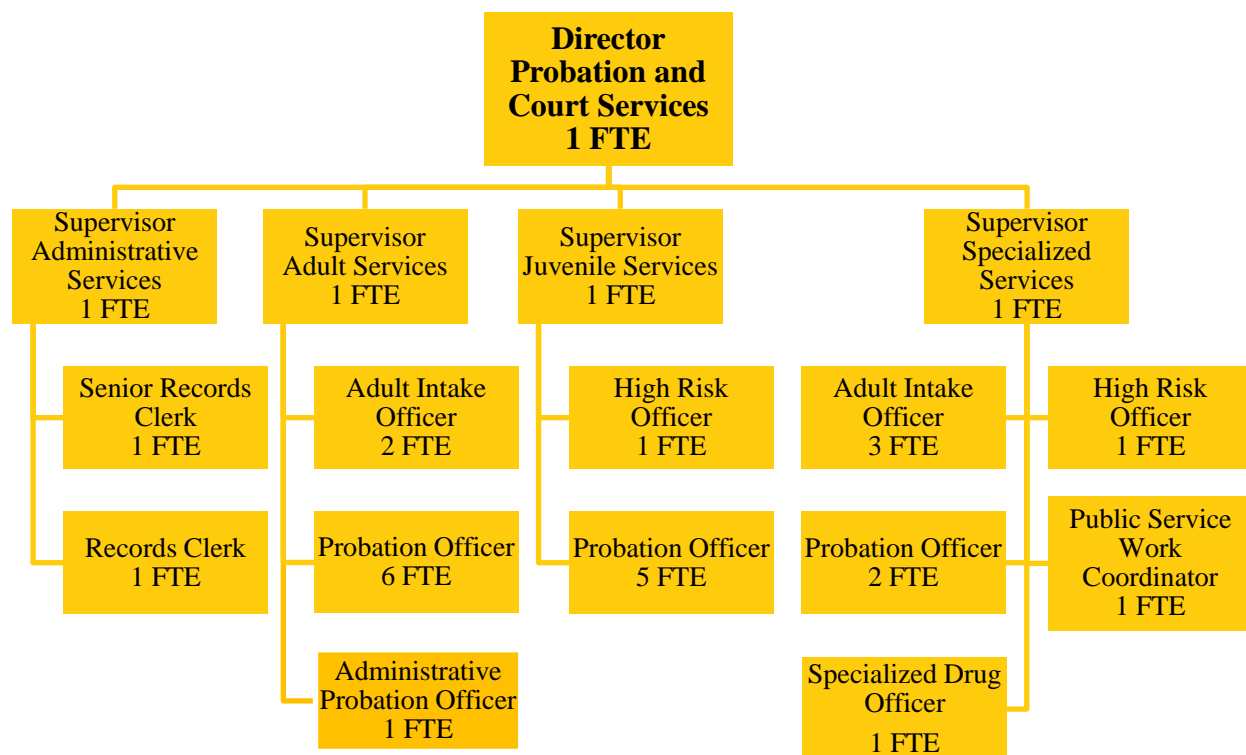 Director
Probation and
Court Services
1 FTE
Supervisor
Administrative
Services
1 FTE
Supervisor
Adult Services
1 FTE
Supervisor
Juvenile Services
1 FTE
Supervisor
Specialized
Services
1 FTE
Senior Records
Clerk
1 FTE
Adult Intake
Officer
2 FTE
High Risk
Officer
1 FTE
Adult Intake
Officer
3 FTE
High Risk
Officer
1 FTE
Records Clerk
1 FTE
Probation Officer
6 FTE
Probation Officer
5 FTE
Probation Officer
2 FTE
Public Service
Work
Coordinator
1 FTE
Administrative
Probation Officer
1 FTE
Specialized Drug
Officer
1 FTE